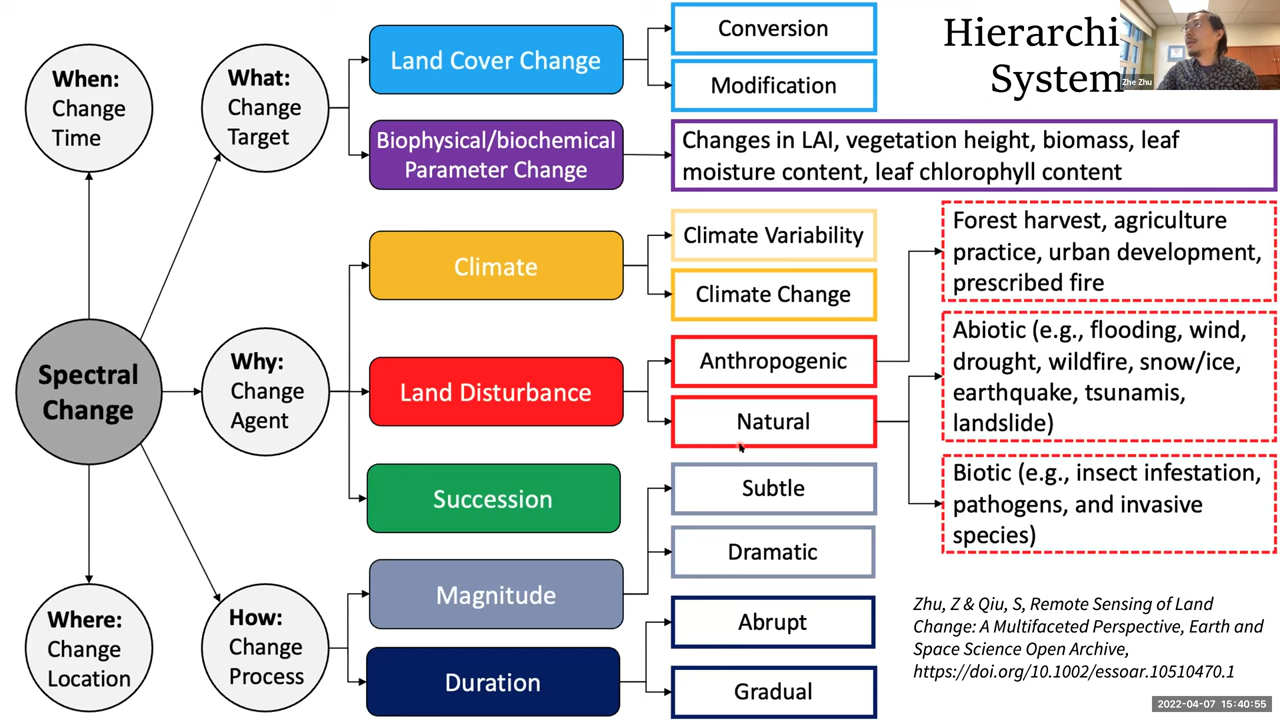 Hierarchi
System
Zhe Zhu
When:
Change
Time
What:
Change
Target
Land Cover Change
Conversion
Modification
Biophysical/biochemical
Parameter Change
Changes in LAI, vegetation height, biomass, leaf
moisture content, leaf chlorophyll content
Spectral
Change
Why:
Change
Agent
Climate
Climate Variability
Climate Change
Land Disturbance
Anthropogenic
Natural
Forest harvest, agriculture
practice, urban development,
prescribed fire
Abiotic (e.g., flooding, wind,
drought, wildfire, snow/ice,
earthquake, tsunamis,
landslide)
Biotic (e.g., insect infestation,
pathogens, and invasive
species)
Succession
Where:
Change
Location
How:
Change
Process
Magnitude
Subtle
Dramatic
Duration
Abrupt
Gradual
Zhu, Z & Qiu, S, Remote Sensing of Land
Change: A Multifaceted Perspective, Earth and
Space Science Open Archive,
https://doi.org/10.1002/essoar.10510470.1
2022-04-07 15:40:55